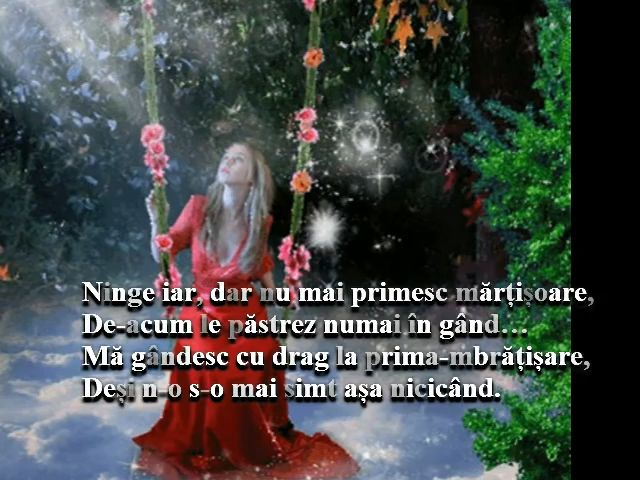 Ninge iar, dar nu mai primesc mărțișoare,
De-acum le păstrez numai în gând…
Mă gândesc cu drag la prima-mbrățișare,
Deși n-o s-o mai simt așa nicicând.